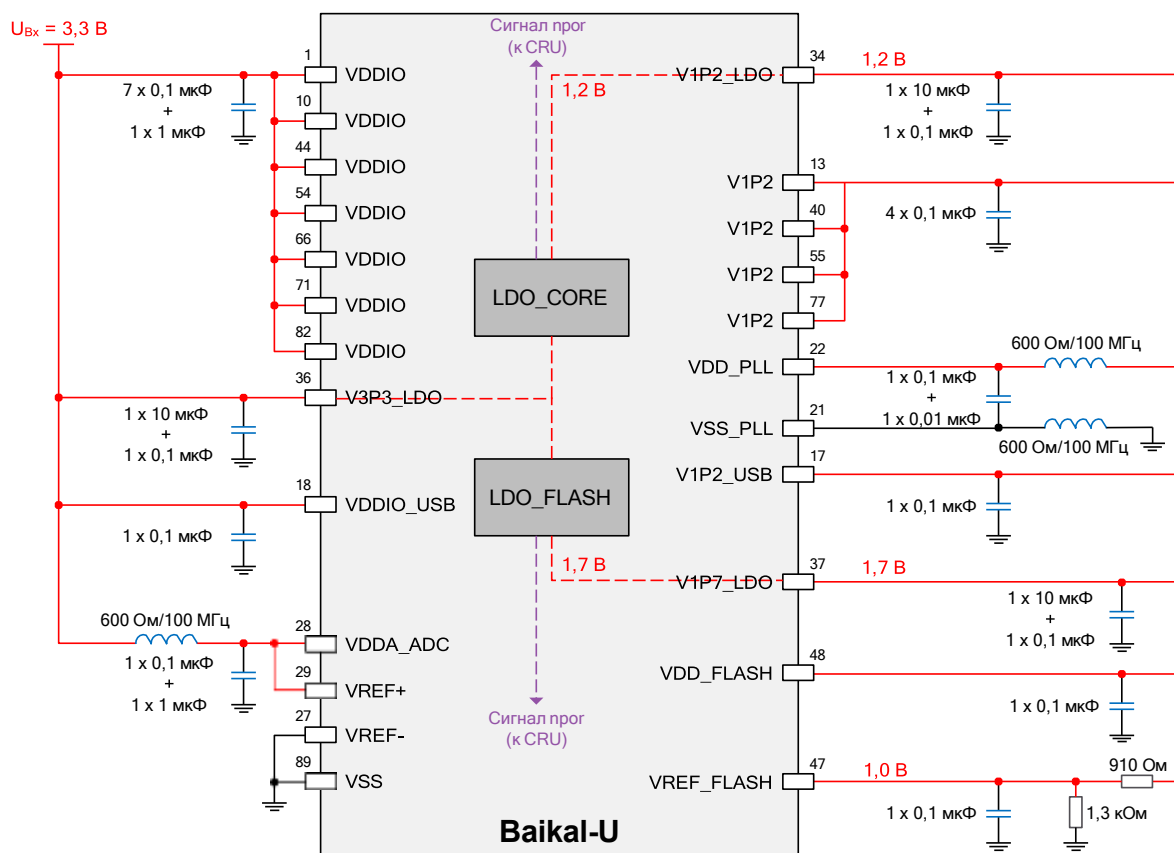 U Вх = 3,3 В
Сигнал npor
(к CRU)
1
VDDIO
34
V1P2_LDO
1,2 В
1,2 В
7 x 0,1 мкФ
+
1 x 1 мкФ
1 x 10 мкФ
+
1 x 0,1 мкФ
10
VDDIO
44
VDDIO
13
V1P2
54
VDDIO
4 x 0,1 мкФ
40
V1P2
66
VDDIO
55
V1P2
71
VDDIO
LDO_CORE
77
V1P2
82
VDDIO
22
VDD_PLL
600 Ом/100 МГц
36
V3P3_LDO
1 x 0,1 мкФ
+
1 x 0,01 мкФ
1 x 10 мкФ
+
1 x 0,1 мкФ
21
VSS_PLL
600 Ом/100 МГц
17
V1P2_USB
18
VDDIO_USB
LDO_FLASH
1 x 0,1 мкФ
1 x 0,1 мкФ
1,7 В
37
V1P7_LDO
1,7 В
1 x 10 мкФ
+
1 x 0,1 мкФ
600 Ом/100 МГц
28
VDDA_ADC
1 x 0,1 мкФ
+
1 x 1 мкФ
48
VDD_FLASH
29
VREF+
1 x 0,1 мкФ
27
VREF-
Сигнал npor
(к CRU)
89
VSS
47
VREF_FLASH
1,0 В
910 Ом
1 x 0,1 мкФ
1,3 кОм
Baikal-U